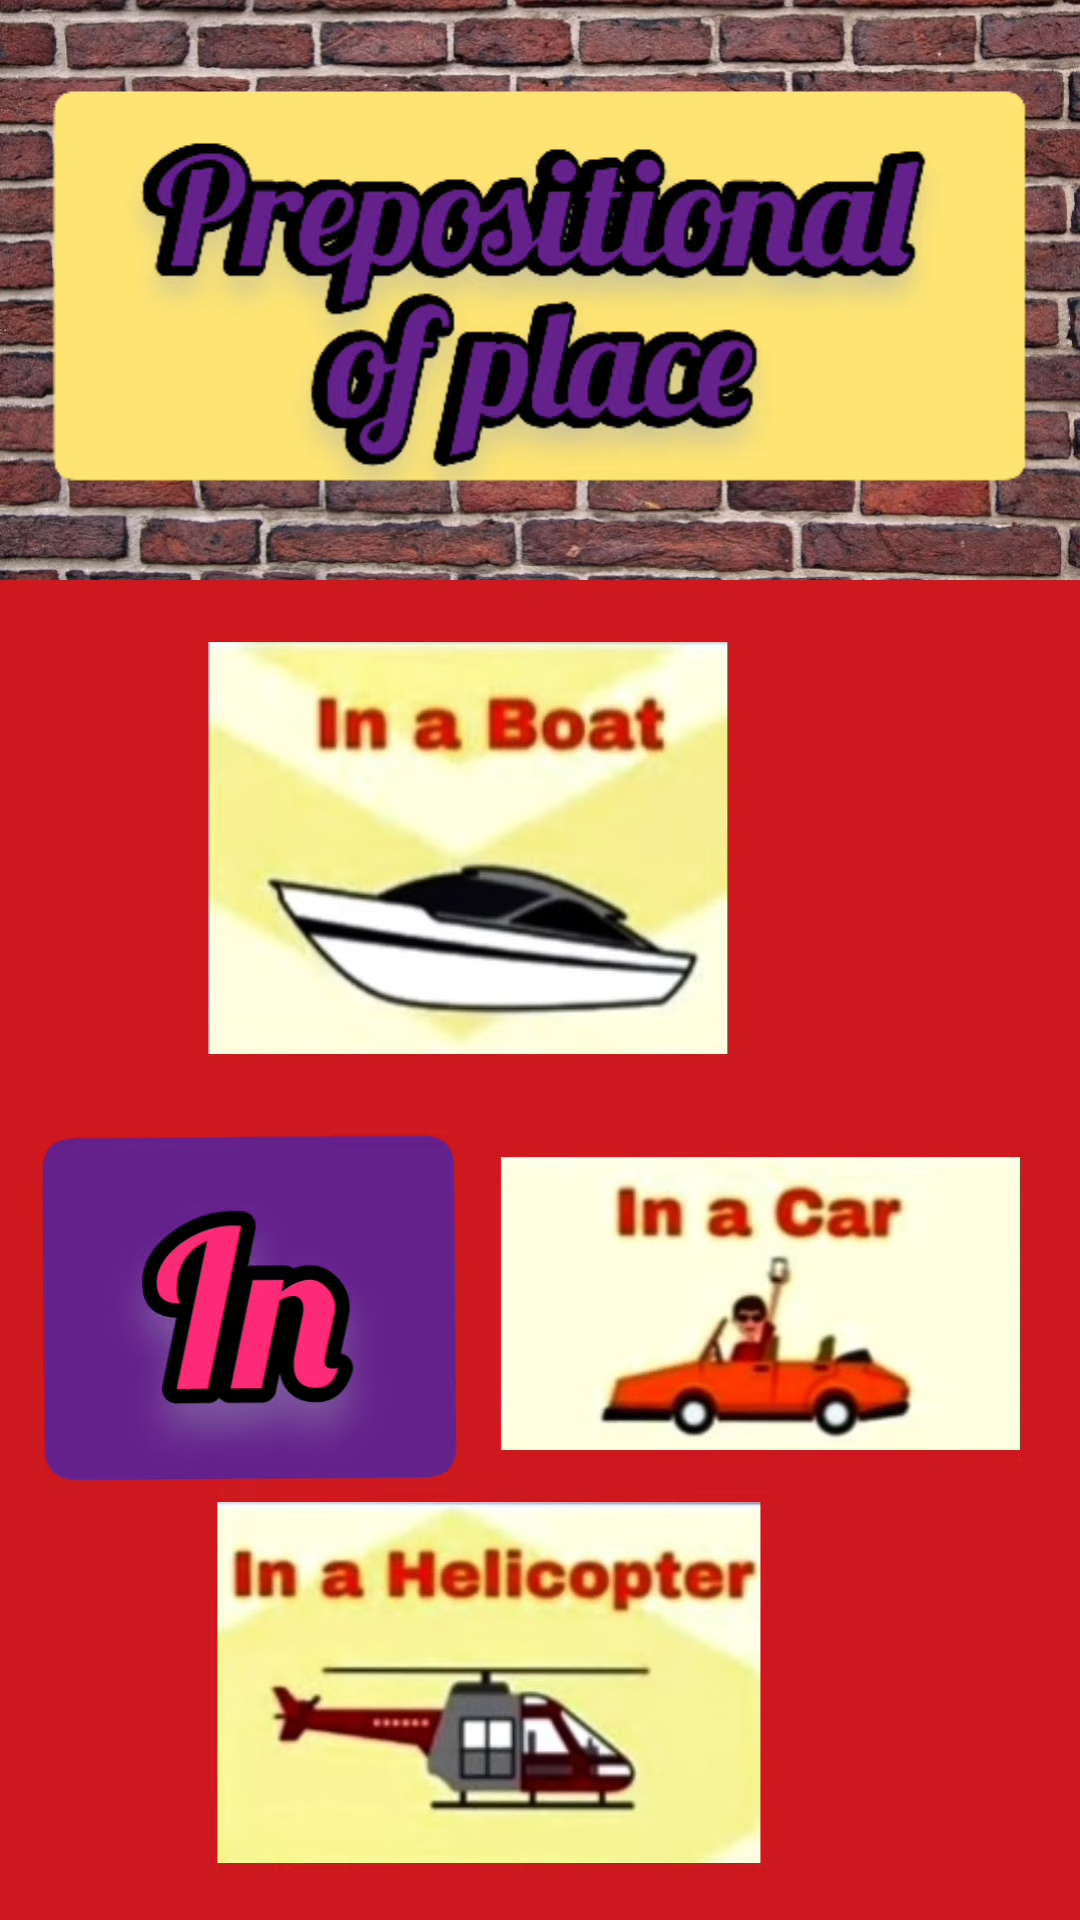 Prepositional
of place
In a Boat
In
In a Car
In a Helicopter